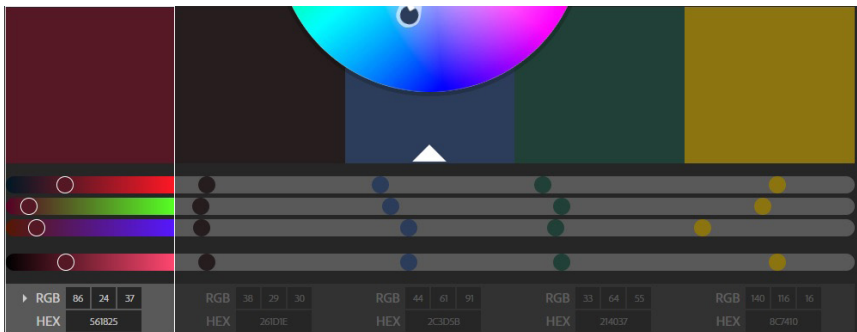 RGB 86 24 37 RGB 38 29 30 RGB 44 61 91 RGB 33 64 55 RGB 140 116 16
HEX 561825 HEX 261D1E HEX 2C3D5B HEX 214037 HEX 8C7410